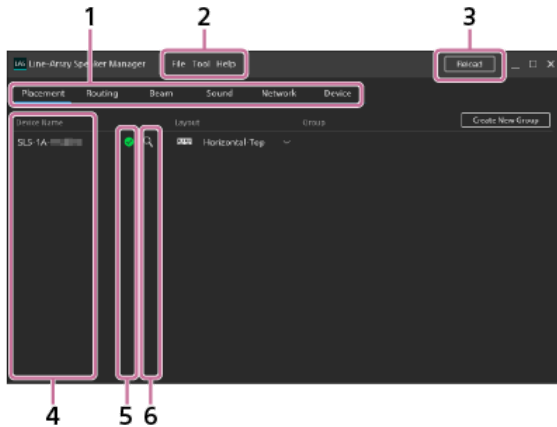 1 2 3
LAS Line-Array Speaker Manager File Tool Help Reload
Placement Routing Beam Sound Network Device
Device Name Layout Group Create New Group
SLS-1A- Horizontal-Top
4 5 6